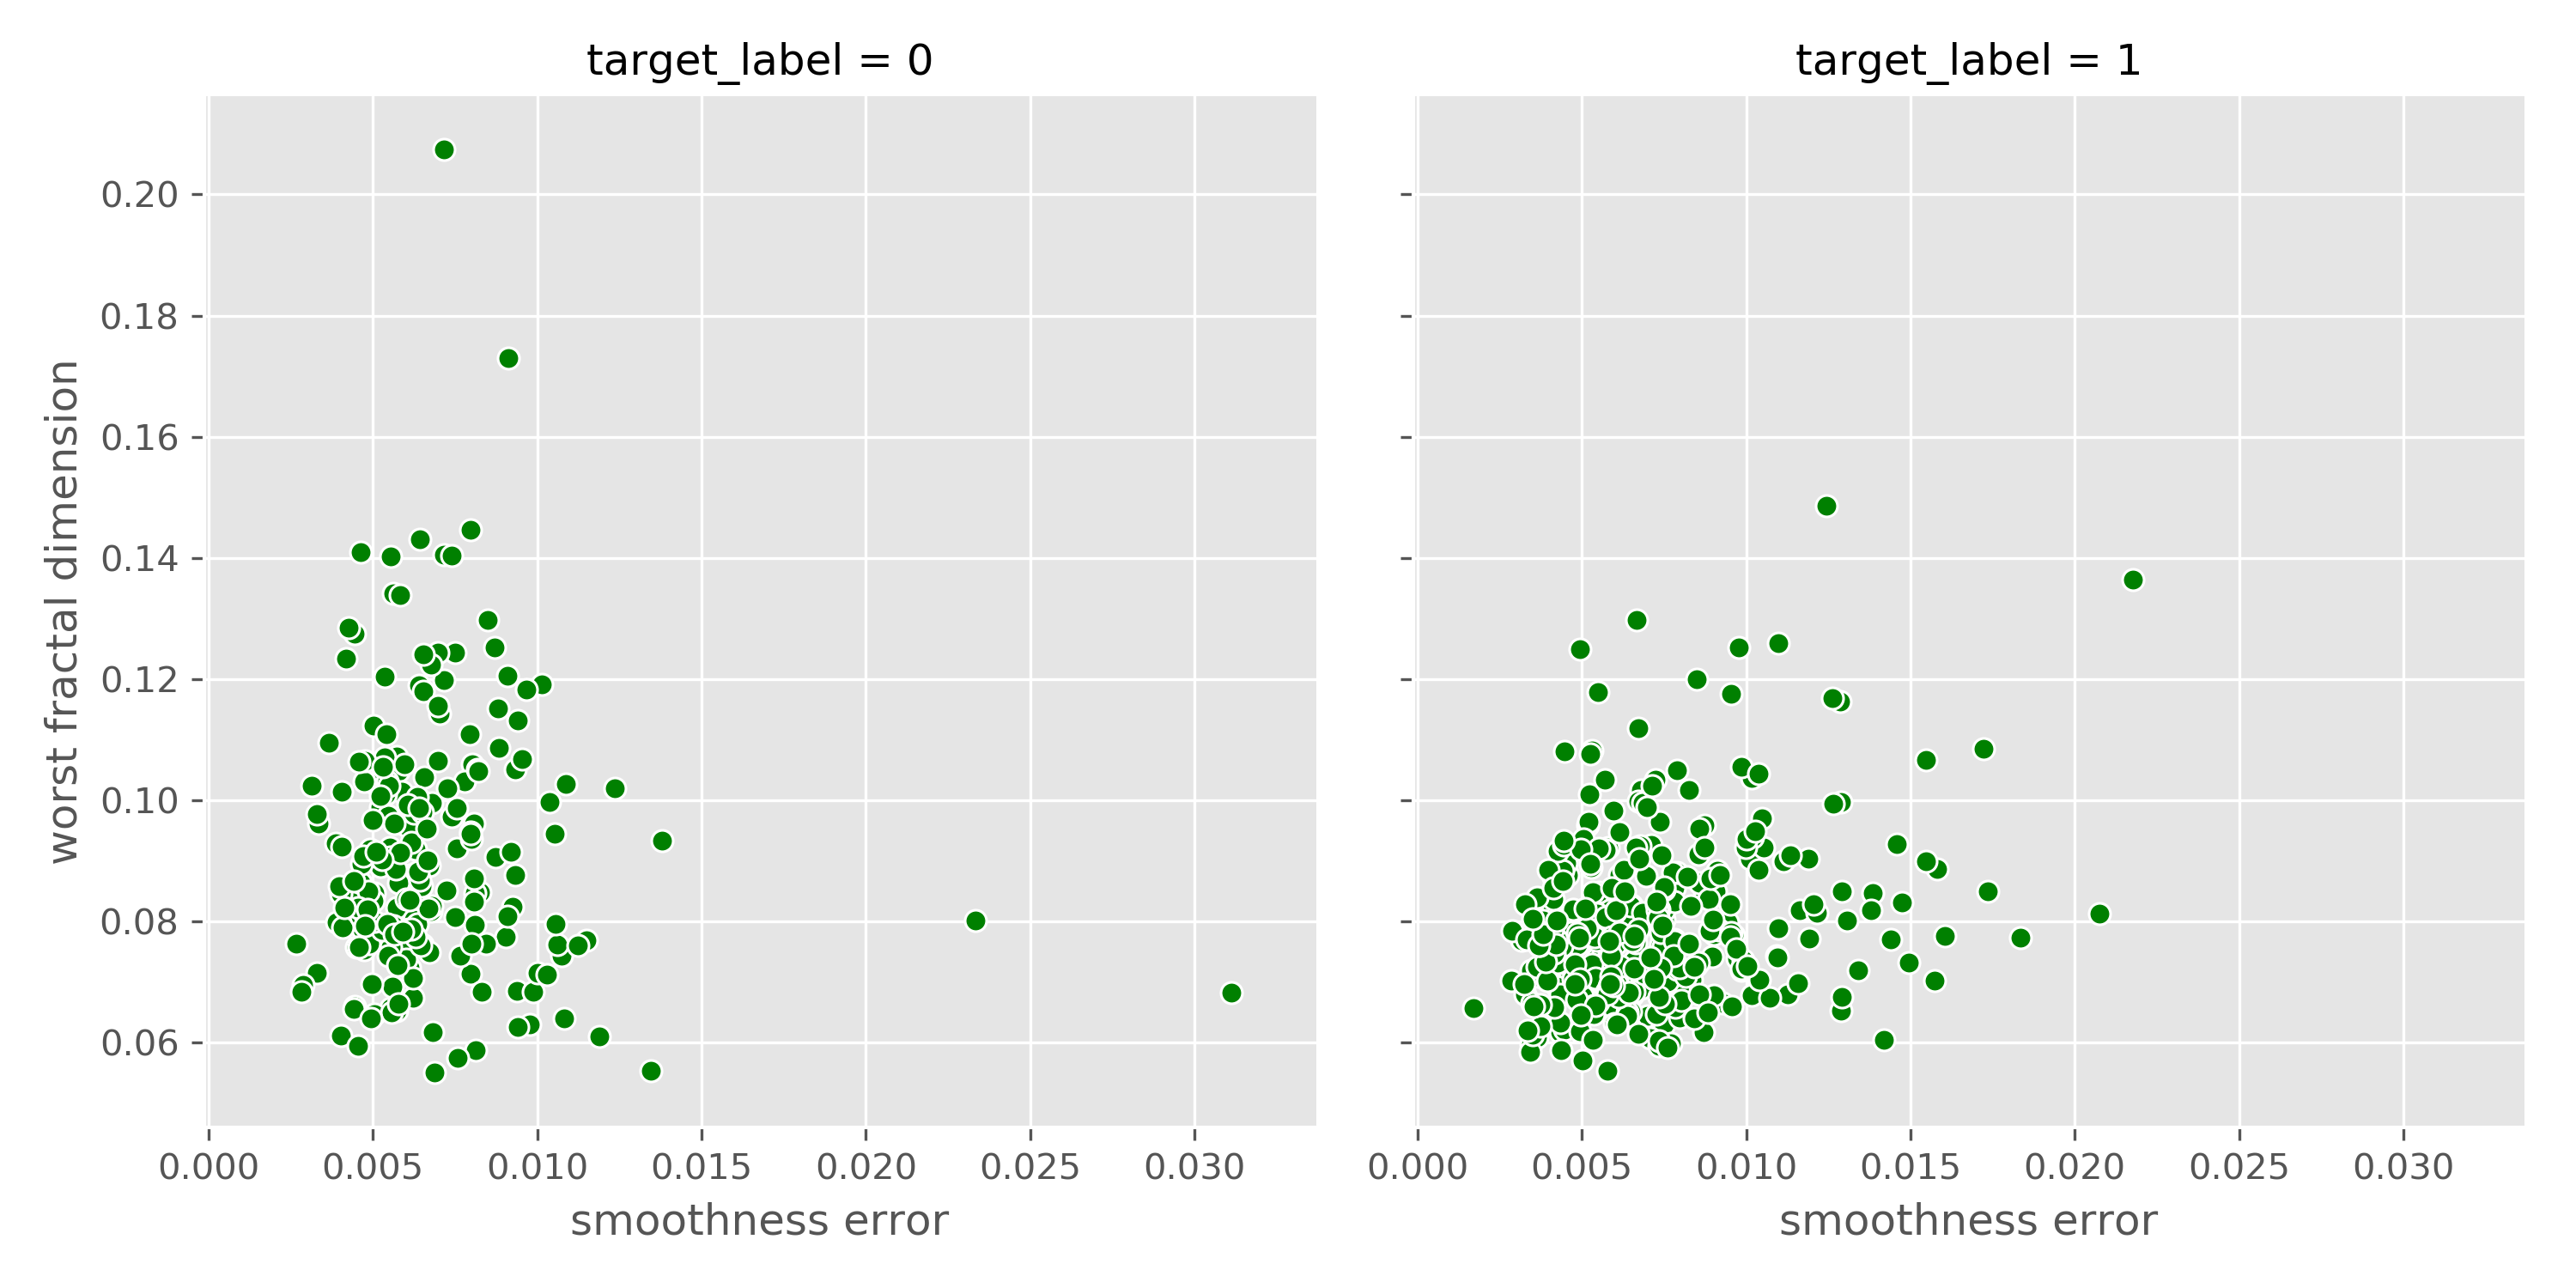 target_label = 0
target_label = 1
worst fractal dimension
0.20
0.18
0.16
0.14
0.12
0.10
0.08
0.06
0.000 0.005 0.010 0.015 0.020 0.025 0.030
0.000 0.005 0.010 0.015 0.020 0.025 0.030
smoothness error
smoothness error